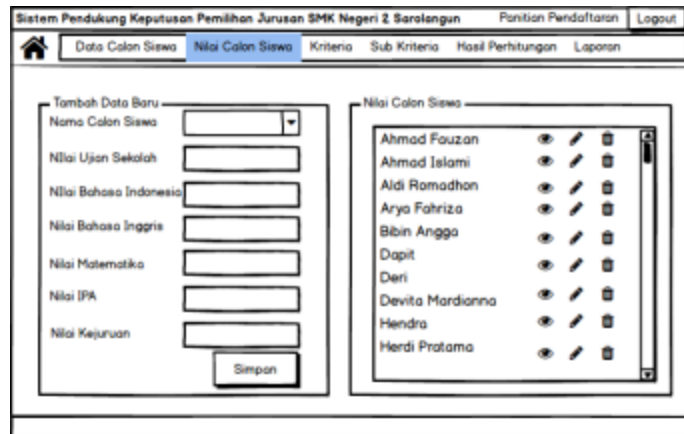 Sistem Pendukung Keputusan Pemilihan Jurusan SMK Negeri 2 Sarolangun Panitian Pendaftaran Logout
Data Calon Siswa Nilai Calon Siswa Kriteria Sub Kriteria Hasil Perhitungan Laporan
Tambah Data Baru
Nama Calon Siswa
NIlai Ujian Sekolah
NIlai Bahasa Indonesia
Nilai Bahasa Inggris
Nilai Matematika
Nilai IPA
Nilai Kejuruan
Simpan
Nilai Calon Siswa
Ahmad Fauzan
Ahmad Islami
Aldi Romadhon
Arya Fahriza
Bibin Angga
Dapit
Deri
Devita Mardianna
Hendra
Herdi Pratama